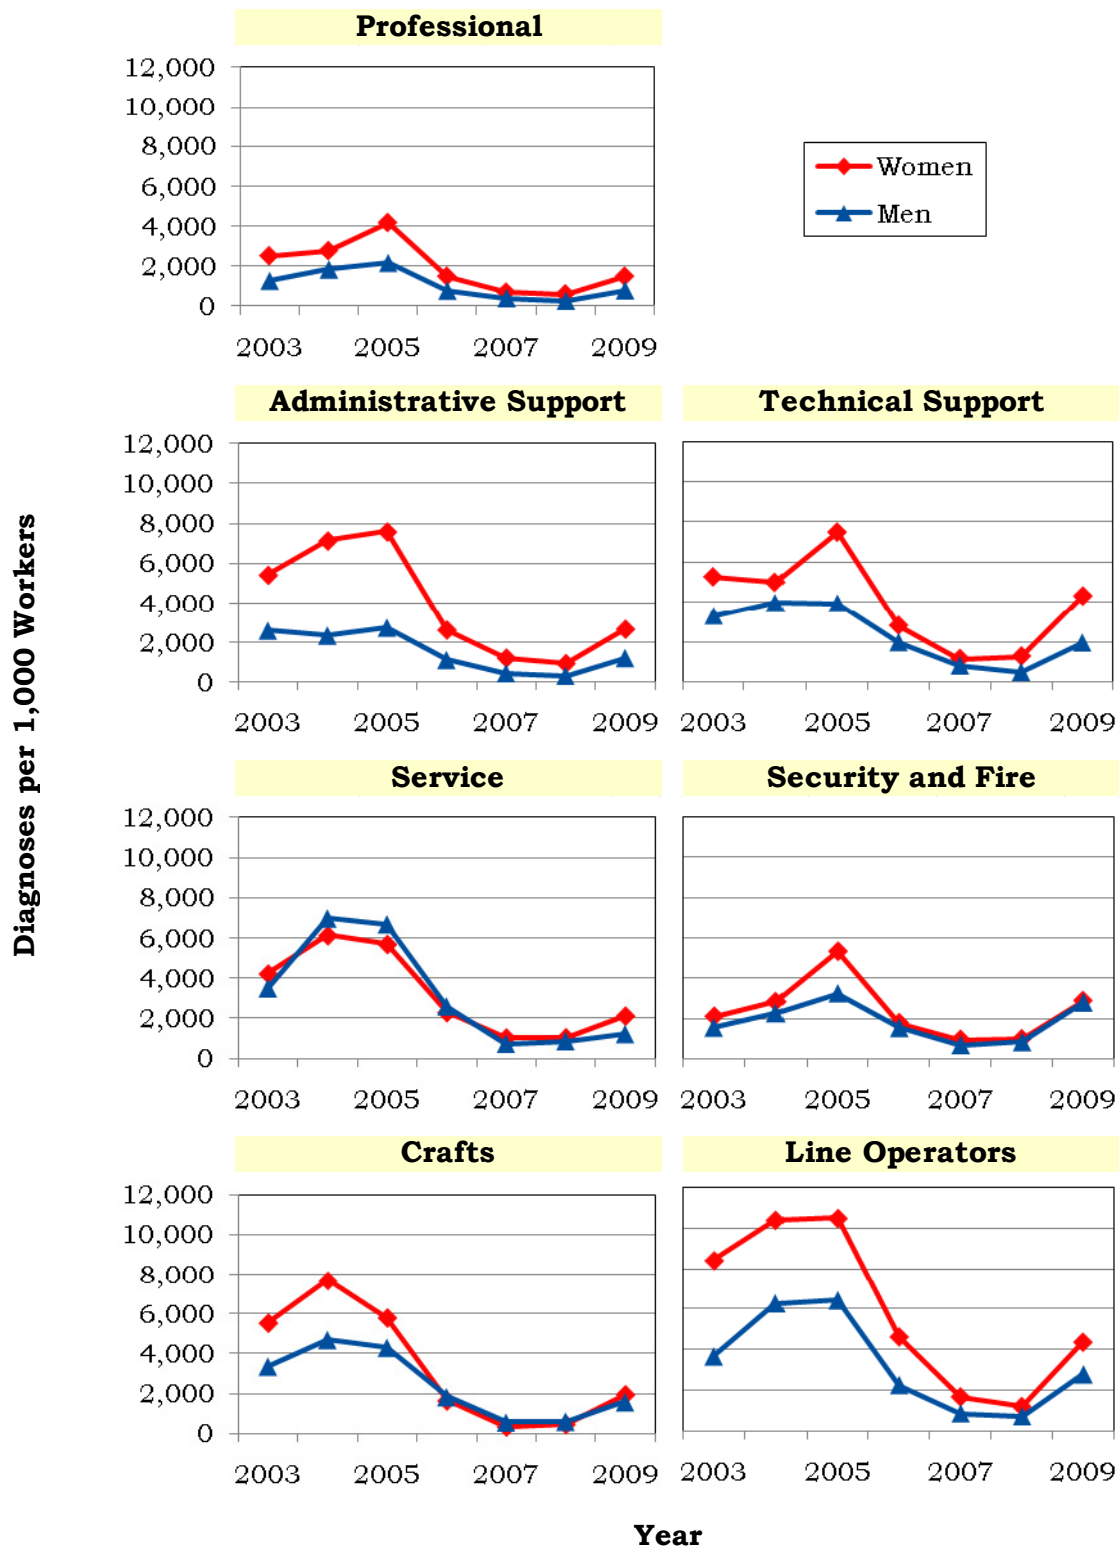 Professional
12,000
10,000
8,000
6,000
4,000
2,000
0
2003 2005 2007 2009
Women
Men
Administrative Support
12,000
10,000
8,000
6,000
4,000
2,000
0
2003 2005 2007 2009
Technical Support
2003 2005 2007 2009
Diagnoses per 1,000 Workers
Service
12,000
10,000
8,000
6,000
4,000
2,000
0
2003 2005 2007 2009
Security and Fire
2003 2005 2007 2009
Crafts
12,000
10,000
8,000
6,000
4,000
2,000
0
2003 2005 2007 2009
Line Operators
2003 2005 2007 2009
Year